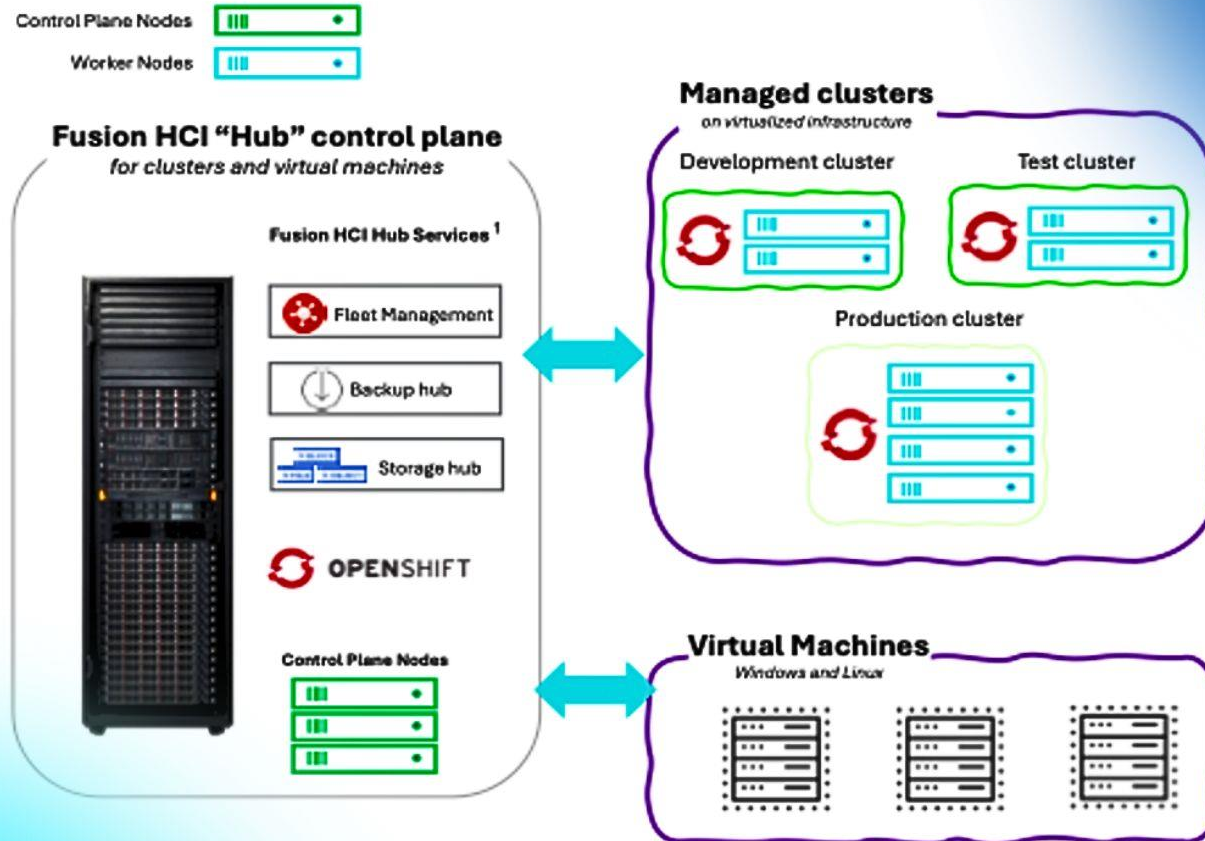 Control Plane Nodes
Worker Nodes
Fusion HCI “Hub” control plane
for clusters and virtual machines
Fusion HCI Hub Services 1
Fleet Management
Backup hub
Storage hub
OPENSHIFT
Control Plane Nodes
Managed clusters
on virtualized infrastructure
Development cluster
Test cluster
Production cluster
Virtual Machines
Windows and Linux